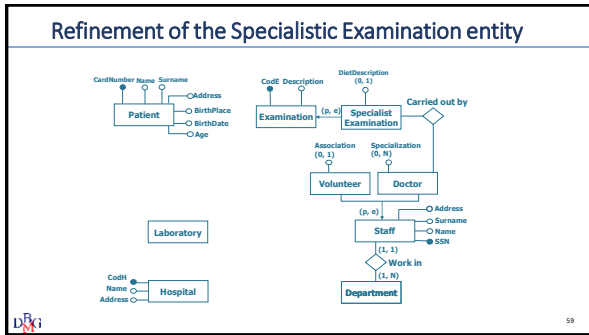 Refinement of the Specialistic Examination entity
CardNumber Name Surname
Address
BirthPlace
BirthDate
Age
Patient
CodE Description
DietDescription
(0, 1)
Examination
(p, e)
Specialist
Examination
Carried out by
Association
(0, 1)
Specialization
(0, N)
Volunteer
Doctor
(p, e)
Address
Surname
Name
SSN
Staff
Laboratory
(1, 1)
Work in
(1, N)
CodH
Name
Address
Hospital
Department
DBMG
59